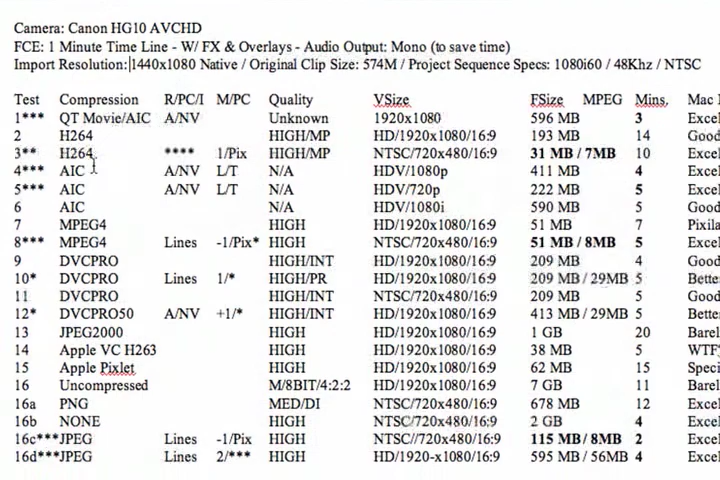 Camera: Canon HG10 AVCHD
FCE: 1 Minute Time Line - W/ FX & Overlays - Audio Output: Mono (to save time)
Import Resolution: 1440x1080 Native / Original Clip Size: 574M / Project Sequence Specs: 1080i60 / 48Khz / NTSC
Test Compression R/PC/I M/PC Quality VSize FSize MPEG Mins. Mac
1*** QT Movie/AIC A/NV Unknown 1920x1080 596 MB 3 Excel
2 H264 HIGH/MP HD/1920x1080/16:9 193 MB 14 Good
3** H264 **** 1/Pix HIGH/MP NTSC/720x480/16:9 31 MB / 7MB 10 Excel
4*** AIC A/NV L/T N/A HDV/1080p 411 MB 4 Excel
5*** AIC A/NV L/T N/A HDV/720p 222 MB 5 Excel
6 AIC N/A HDV/1080i 590 MB 5 Good
7 MPEG4 HIGH HD/1920x1080/16:9 51 MB 7 Pixila
8*** MPEG4 Lines -1/Pix* HIGH NTSC/720x480/16:9 51 MB / 8MB 5 Excel
9 DVCPRO HIGH/INT HD/1920x1080/16:9 209 MB 4 Good
10* DVCPRO Lines 1/* HIGH/PR HD/1920x1080/16:9 209 MB / 29MB 5 Bette
11 DVCPRO HIGH/INT NTSC/720x480/16:9 209 MB 5 Good
12* DVCPRO50 A/NV +1/* HIGH/INT HD/1920x1080/16:9 413 MB / 29MB 5 Bette
13 JPEG2000 HIGH HD/1920x1080/16:9 1 GB 20 Barel
14 Apple VC H263 HIGH HD/1920x1080/16:9 38 MB 5 WTF?
15 Apple Pixlet HIGH HD/1920x1080/16:9 62 MB 15 Speci
16 Uncompressed M/8BIT/4:2:2 HD/1920x1080/16:9 7 GB 11 Barel
16a PNG MED/DI NTSC/720x480/16:9 678 MB 12 Excel
16b NONE HIGH NTSC/720x480/16:9 2 GB 4 Excel
16c***JPEG Lines -1/Pix HIGH NTSC//720x480/16:9 115 MB/ 8MB 2 Excel
16d***JPEG Lines 2/*** HIGH HD/1920-x1080/16:9 595 MB / 56MB 4 Excel